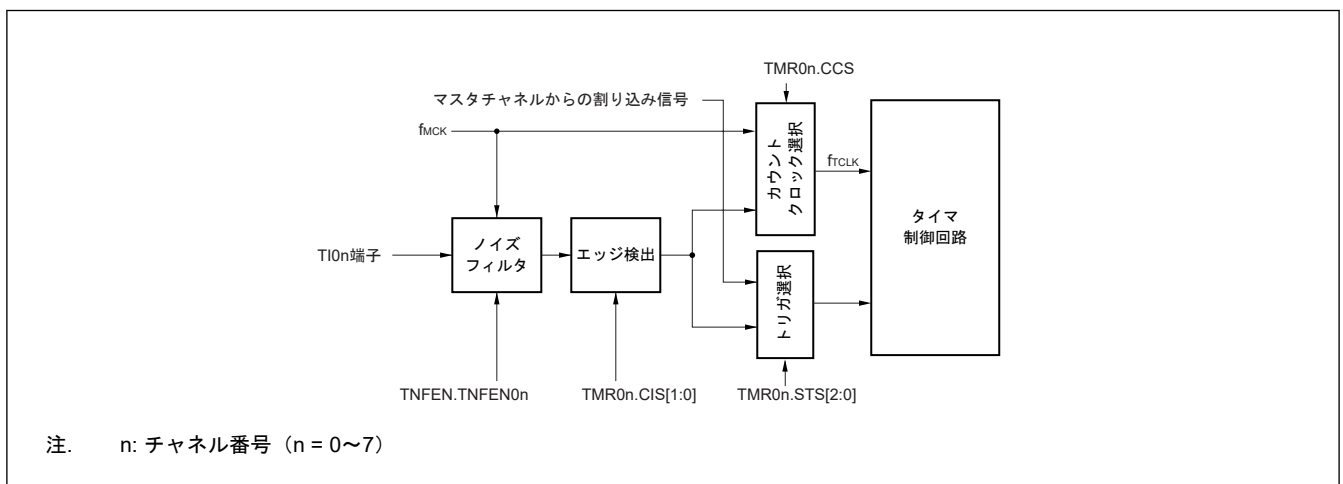 TMR0n.CCS
マスタチャネルからの割り込み信号
fMCK
カウント
クロック選択
fTCLK
タイマ
制御回路
TI0n端子
ノイズ
フィルタ
エッジ検出
トリガ選択
TNFEN.TNFEN0n
TMR0n.CIS[1:0]
TMR0n.STS[2:0]
注. n: チャネル番号（n = 0～7）